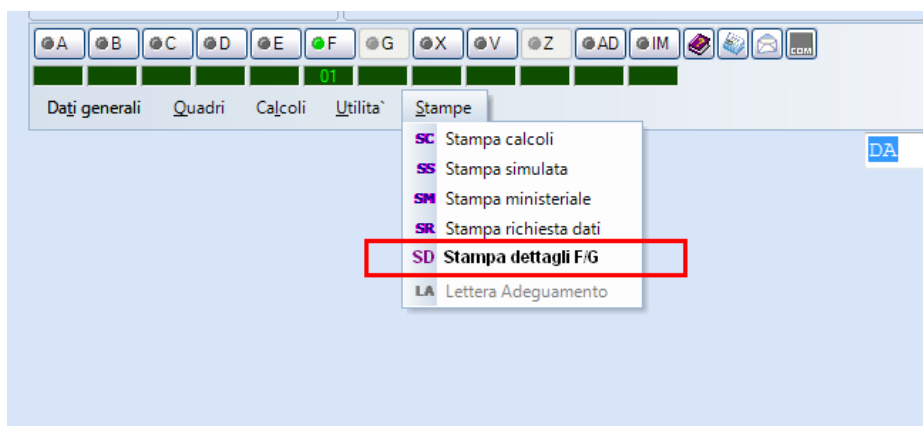 A B C D E F G X V Z AD IM COM
01
Dati generali Quadri Calcoli Utilita` Stampe
SC Stampa calcoli
DA
SS Stampa simulata
SM Stampa ministeriale
SR Stampa richiesta dati
SD Stampa dettagli F/G
LA Lettera Adeguamento